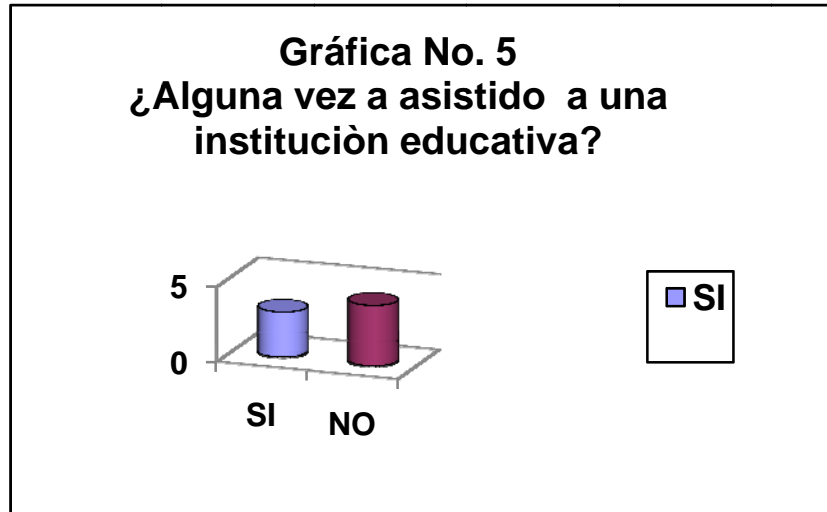 Gráfica No. 5
¿Alguna vez a asistido a una
instituciòn educativa?
5
0
SI
NO
SI